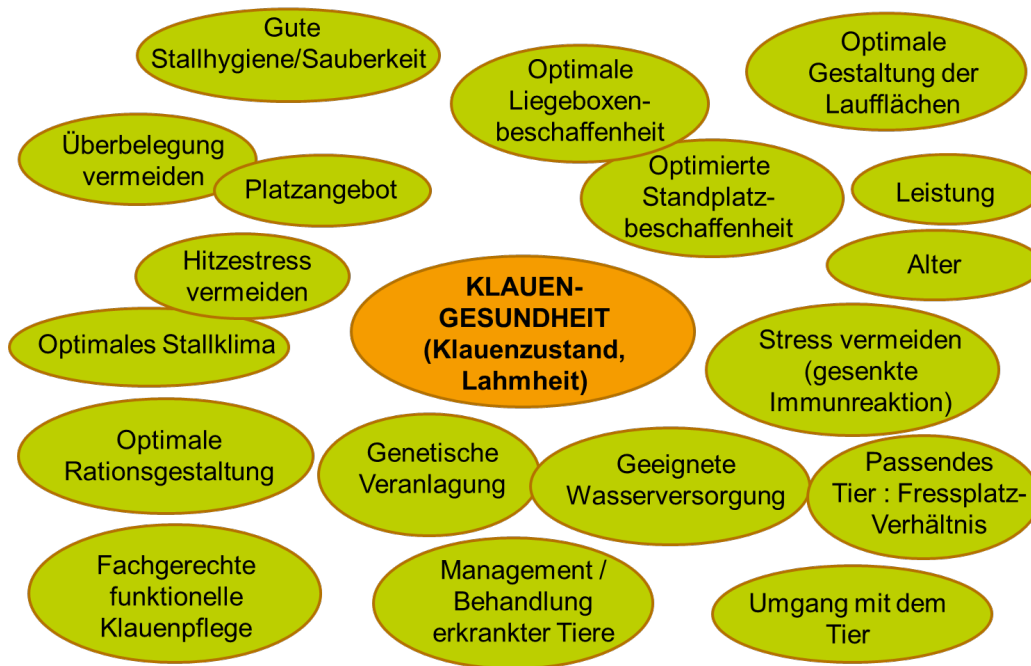 Gute
Stallhygiene/Sauberkeit
Optimale
Liegeboxen-
beschaffenheit
Optimale
Gestaltung der
Laufflächen
Überbelegung
vermeiden
Platzangebot
Optimierte
Standplatz-
beschaffenheit
Leistung
Hitzestress
vermeiden
Alter
Optimales Stallklima
KLAUEN-
GESUNDHEIT
(Klauenzustand,
Lahmheit)
Stress vermeiden
(gesenkte
Immunreaktion)
Optimale
Rationsgestaltung
Genetische
Veranlagung
Geeignete
Wasserversorgung
Passendes
Tier : Fressplatz-
Verhältnis
Fachgerechte
funktionelle
Klauenpflege
Management /
Behandlung
erkrankter Tiere
Umgang mit dem
Tier